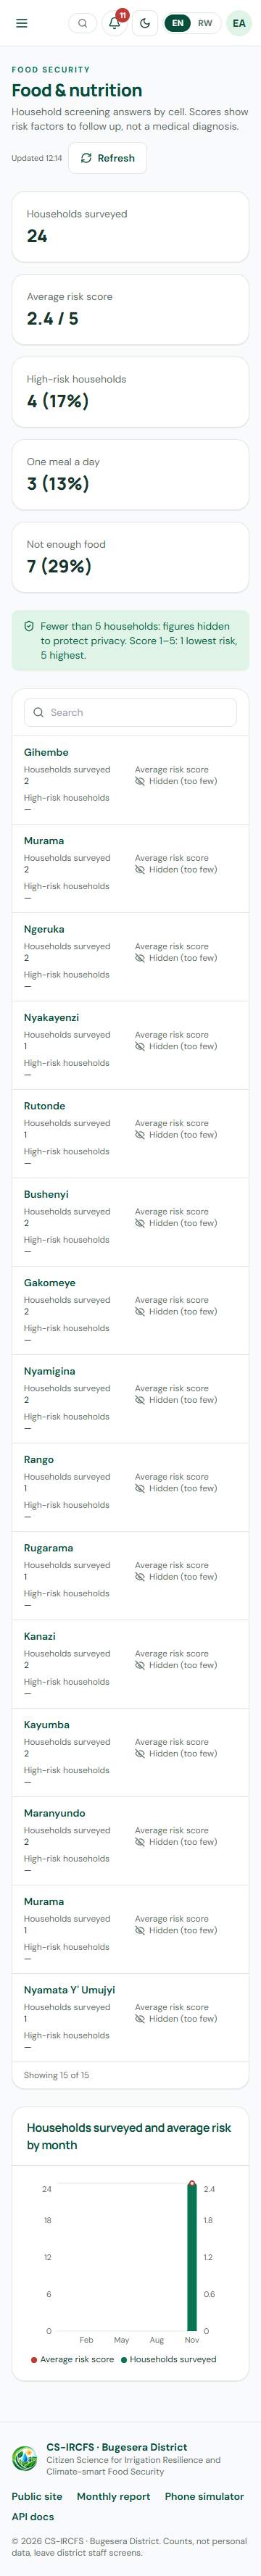 11
EN RW EA
FOOD SECURITY
Food & nutrition
Household screening answers by cell. Scores show
risk factors to follow up, not a medical diagnosis.
Updated 12:14 Refresh
Households surveyed
24
Average risk score
2.4 / 5
High-risk households
4 (17%)
One meal a day
3 (13%)
Not enough food
7 (29%)
Fewer than 5 households: figures hidden
to protect privacy. Score 1–5: 1 lowest risk,
5 highest.
Search
Gihembe
Households surveyed Average risk score
2 Hidden (too few)
High-risk households
—
Murama
Households surveyed Average risk score
2 Hidden (too few)
High-risk households
—
Ngeruka
Households surveyed Average risk score
2 Hidden (too few)
High-risk households
—
Nyakayenzi
Households surveyed Average risk score
1 Hidden (too few)
High-risk households
—
Rutonde
Households surveyed Average risk score
1 Hidden (too few)
High-risk households
—
Bushenyi
Households surveyed Average risk score
2 Hidden (too few)
High-risk households
—
Gakomeye
Households surveyed Average risk score
2 Hidden (too few)
High-risk households
—
Nyamigina
Households surveyed Average risk score
2 Hidden (too few)
High-risk households
—
Rango
Households surveyed Average risk score
1 Hidden (too few)
High-risk households
—
Rugarama
Households surveyed Average risk score
1 Hidden (too few)
High-risk households
—
Kanazi
Households surveyed Average risk score
2 Hidden (too few)
High-risk households
—
Kayumba
Households surveyed Average risk score
2 Hidden (too few)
High-risk households
—
Maranyundo
Households surveyed Average risk score
2 Hidden (too few)
High-risk households
—
Murama
Households surveyed Average risk score
1 Hidden (too few)
High-risk households
—
Nyamata Y' Umujyi
Households surveyed Average risk score
1 Hidden (too few)
High-risk households
—
Showing 15 of 15
Households surveyed and average risk
by month
24 2.4
18 1.8
12 1.2
6 0.6
0 0
Feb May Aug Nov
Average risk score Households surveyed
CS-IRCFS · Bugesera District
Citizen Science for Irrigation Resilience and
Climate-smart Food Security
Public site Monthly report Phone simulator
API docs
© 2026 CS-IRCFS · Bugesera District. Counts, not personal
data, leave district staff screens.